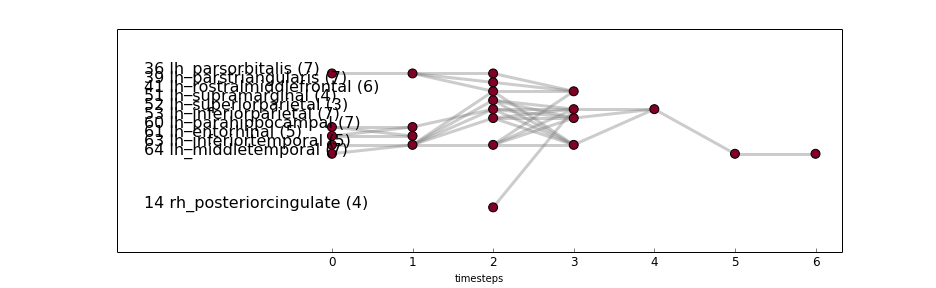 36 lh_parsorbitalis (7)
39 lh_parstriangularis (7)
41 lh_rostralmiddlefrontal (6)
51 lh_supramarginal (4)
52 lh_superiorparietal (3)
53 lh_inferiorparietal (7)
60 lh_parahippocampal (7)
61 lh_entorhinal (5)
63 lh_inferiortemporal (5)
64 lh_middletemporal (7)
14 rh_posteriorcingulate (4)
0 1 2 3 4 5 6
timesteps